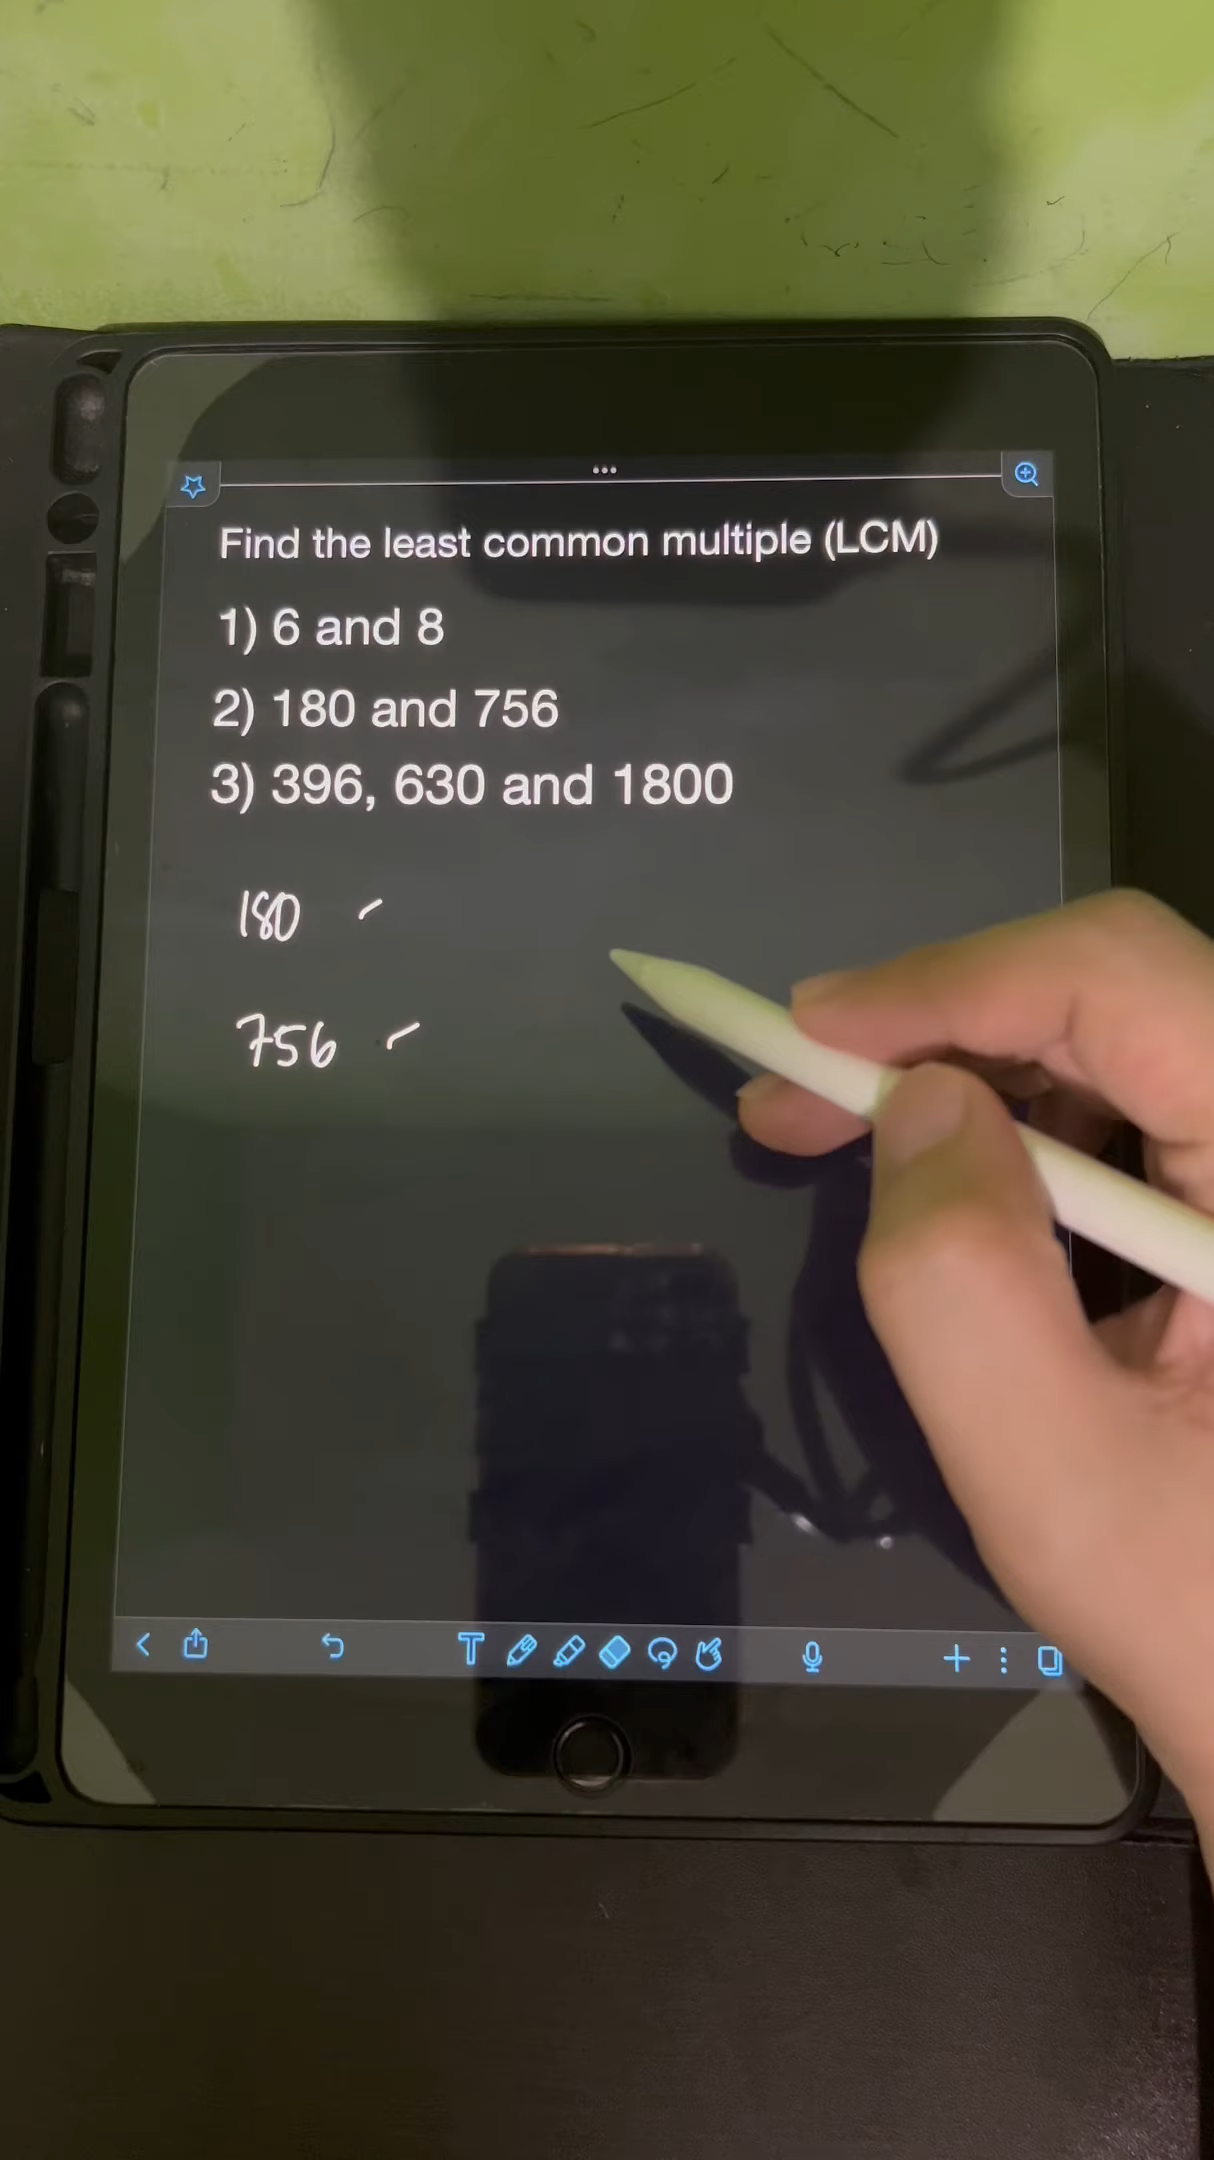 Find the least common multiple (LCM)
1) 6 and 8
2) 180 and 756
3) 396, 630 and 1800
180
756